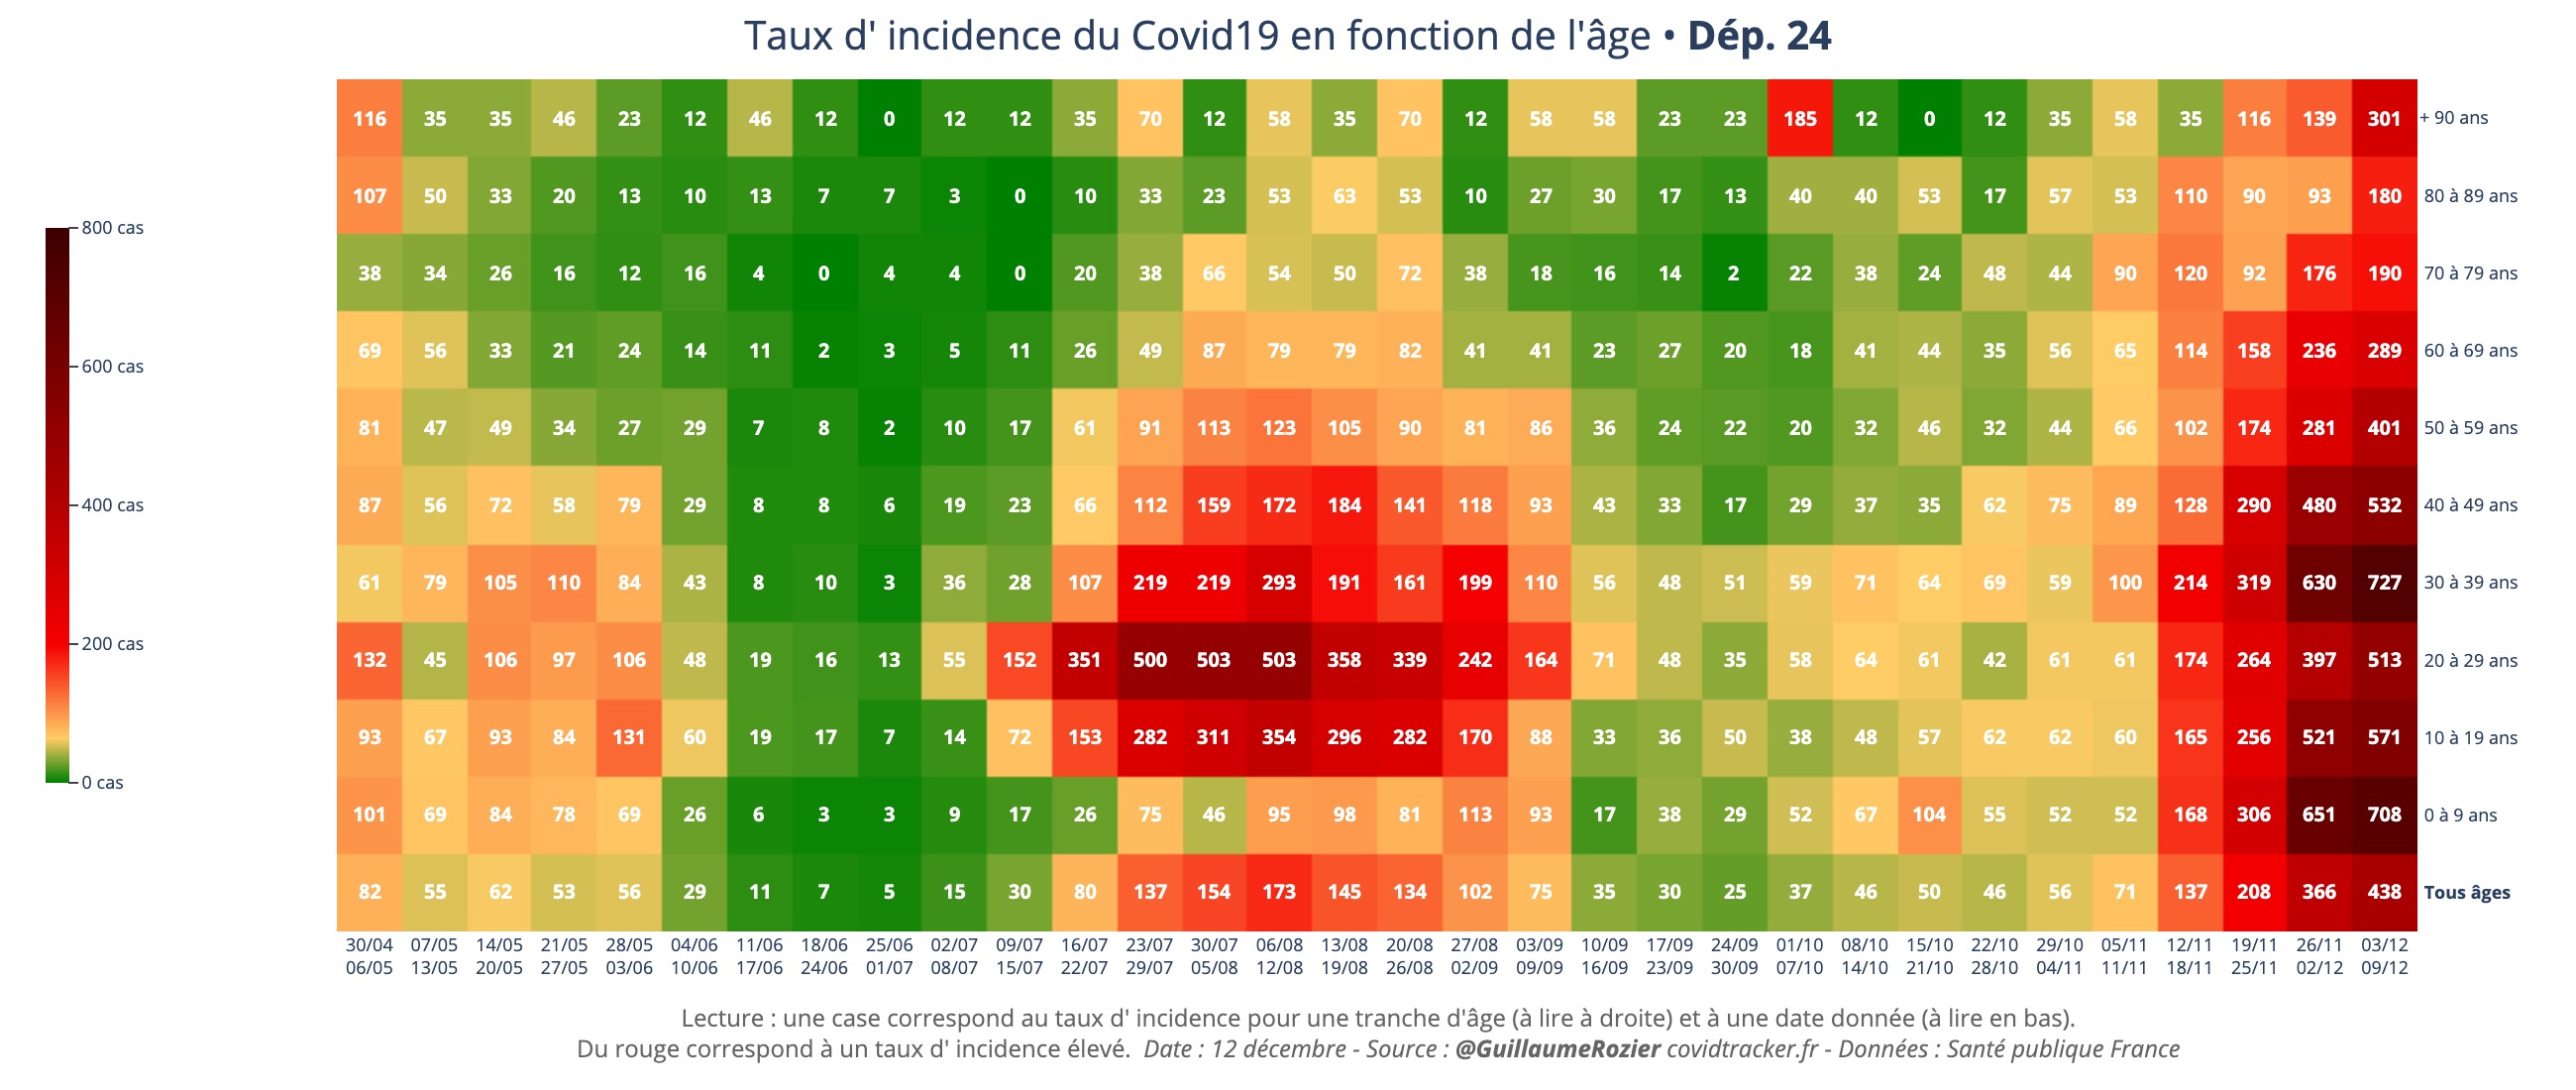 Taux d' incidence du Covid19 en fonction de l'âge • Dép. 24
800 cas
600 cas
400 cas
200 cas
0 cas
116 35 35 46 23 12 46 12 0 12 12 35 70 12 58 35 70 12 58 58 23 23 185 12 0 12 35 58 35 116 139 301 + 90 ans
107 50 33 20 13 10 13 7 7 3 0 10 33 23 53 63 53 10 27 30 17 13 40 40 53 17 57 53 110 90 93 180 80 à 89 ans
38 34 26 16 12 16 4 0 4 4 0 20 38 66 54 50 72 38 18 16 14 2 22 38 24 48 44 90 120 92 176 190 70 à 79 ans
69 56 33 21 24 14 11 2 3 5 11 26 49 87 79 79 82 41 41 23 27 20 18 41 44 35 56 65 114 158 236 289 60 à 69 ans
81 47 49 34 27 29 7 8 2 10 17 61 91 113 123 105 90 81 86 36 24 22 20 32 46 32 44 66 102 174 281 401 50 à 59 ans
87 56 72 58 79 29 8 8 6 19 23 66 112 159 172 184 141 118 93 43 33 17 29 37 35 62 75 89 128 290 480 532 40 à 49 ans
61 79 105 110 84 43 8 10 3 36 28 107 219 219 293 191 161 199 110 56 48 51 59 71 64 69 59 100 214 319 630 727 30 à 39 ans
132 45 106 97 106 48 19 16 13 55 152 351 500 503 503 358 339 242 164 71 48 35 58 64 61 42 61 61 174 264 397 513 20 à 29 ans
93 67 93 84 131 60 19 17 7 14 72 153 282 311 354 296 282 170 88 33 36 50 38 48 57 62 62 60 165 256 521 571 10 à 19 ans
101 69 84 78 69 26 6 3 3 9 17 26 75 46 95 98 81 113 93 17 38 29 52 67 104 55 52 52 168 306 651 708 0 à 9 ans
82 55 62 53 56 29 11 7 5 15 30 80 137 154 173 145 134 102 75 35 30 25 37 46 50 46 56 71 137 208 366 438 Tous âges
30/04 07/05 14/05 21/05 28/05 04/06 11/06 18/06 25/06 02/07 09/07 16/07 23/07 30/07 06/08 13/08 20/08 27/08 03/09 10/09 17/09 24/09 01/10 08/10 15/10 22/10 29/10 05/11 12/11 19/11 26/11 03/12
06/05 13/05 20/05 27/05 03/06 10/06 17/06 24/06 01/07 08/07 15/07 22/07 29/07 05/08 12/08 19/08 26/08 02/09 09/09 16/09 23/09 30/09 07/10 14/10 21/10 28/10 04/11 11/11 18/11 25/11 02/12 09/12
Lecture : une case correspond au taux d' incidence pour une tranche d'âge (à lire à droite) et à une date donnée (à lire en bas).
Du rouge correspond à un taux d' incidence élevé. Date : 12 décembre - Source : @GuillaumeRozier covidtracker.fr - Données : Santé publique France